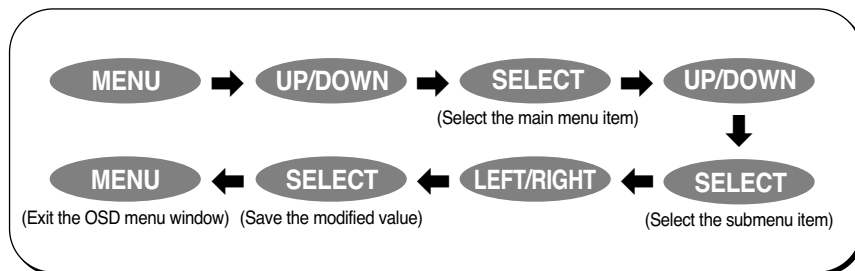 MENU UP/DOWN SELECT UP/DOWN
(Select the main menu item)
MENU SELECT LEFT/RIGHT SELECT
(Exit the OSD menu window) (Save the modified value) (Select the submenu item)